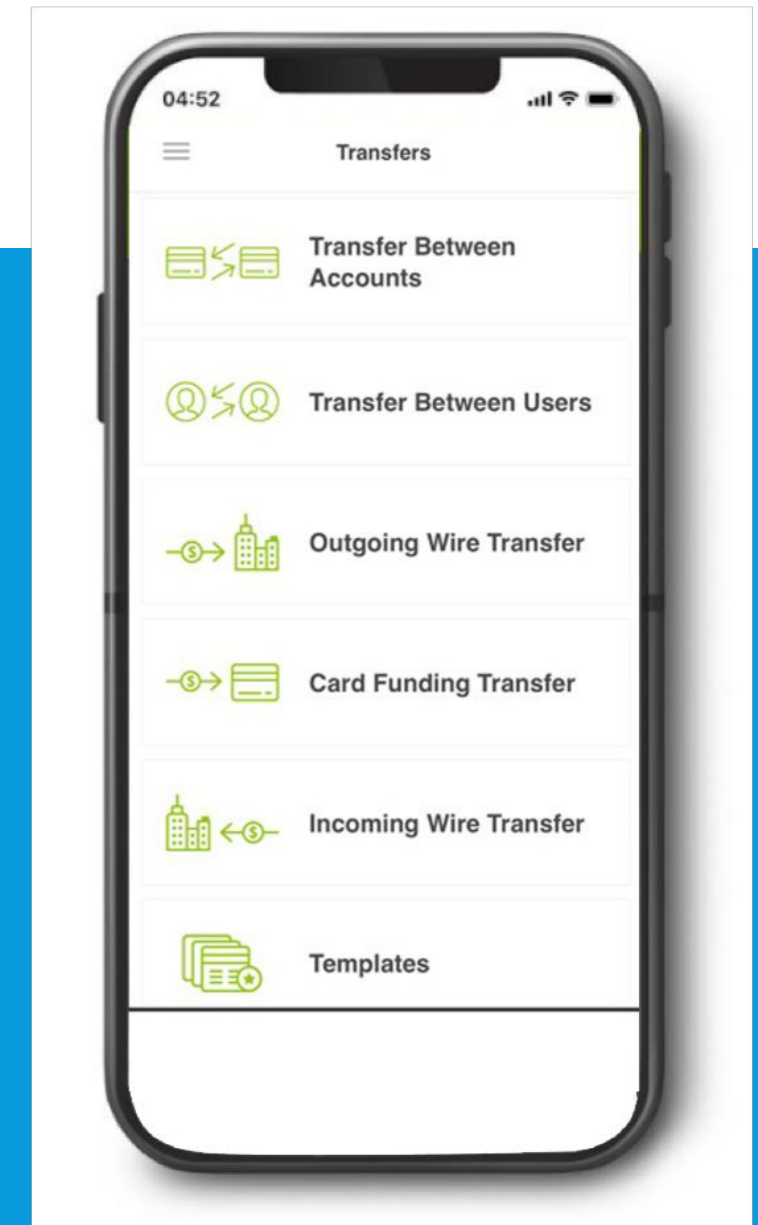 04:52
Transfers
Transfer Between
Accounts
Transfer Between Users
Outgoing Wire Transfer
Card Funding Transfer
Incoming Wire Transfer
Templates